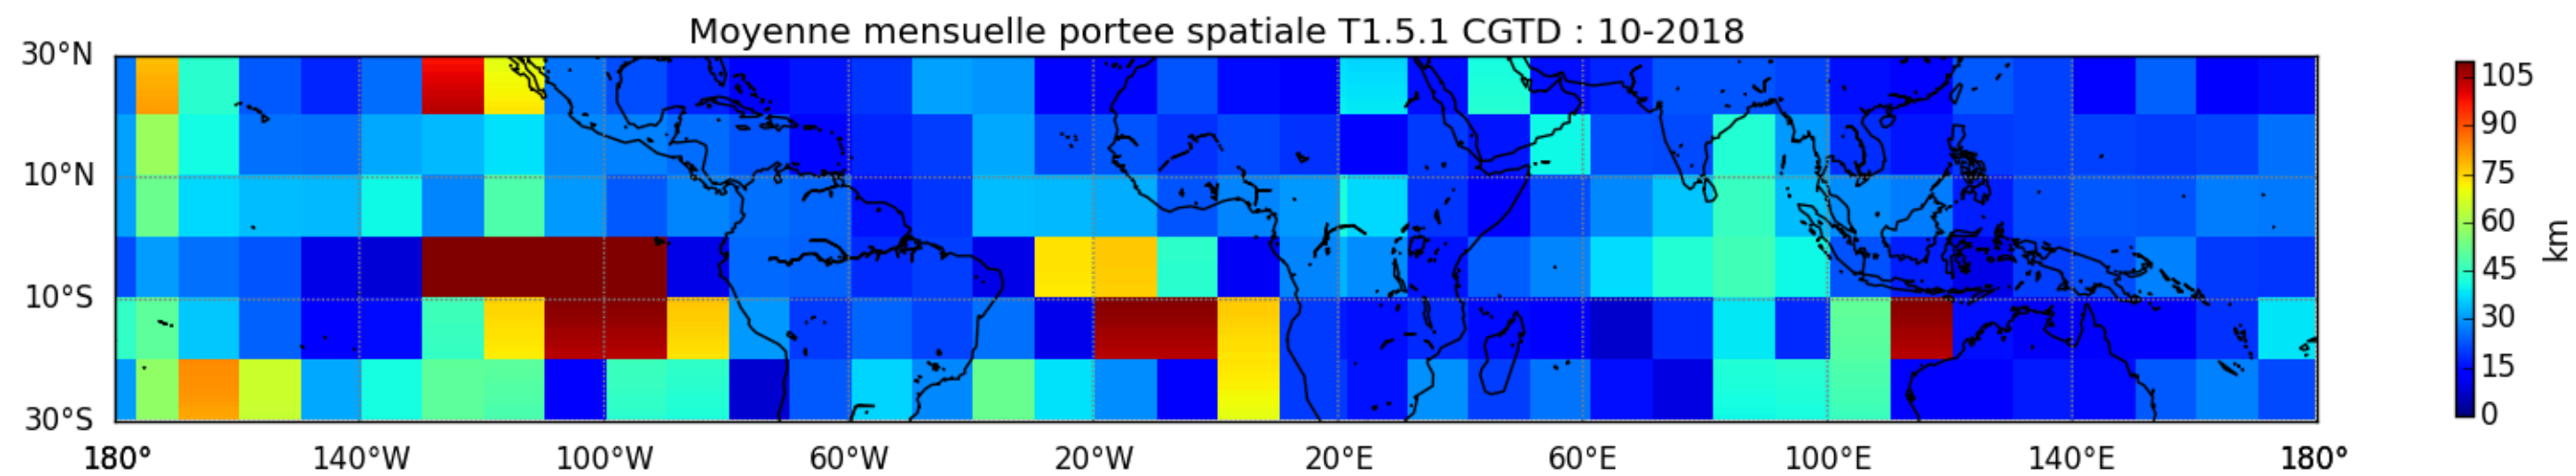 Moyenne mensuelle portee spatiale T1.5.1 CGTD : 10-2018
30°N
10°N
10°S
30°S
180° 140°W 100°W 60°W 20°W 20°E 60°E 100°E 140°E 180°
105
90
75
60
45
30
15
0
km